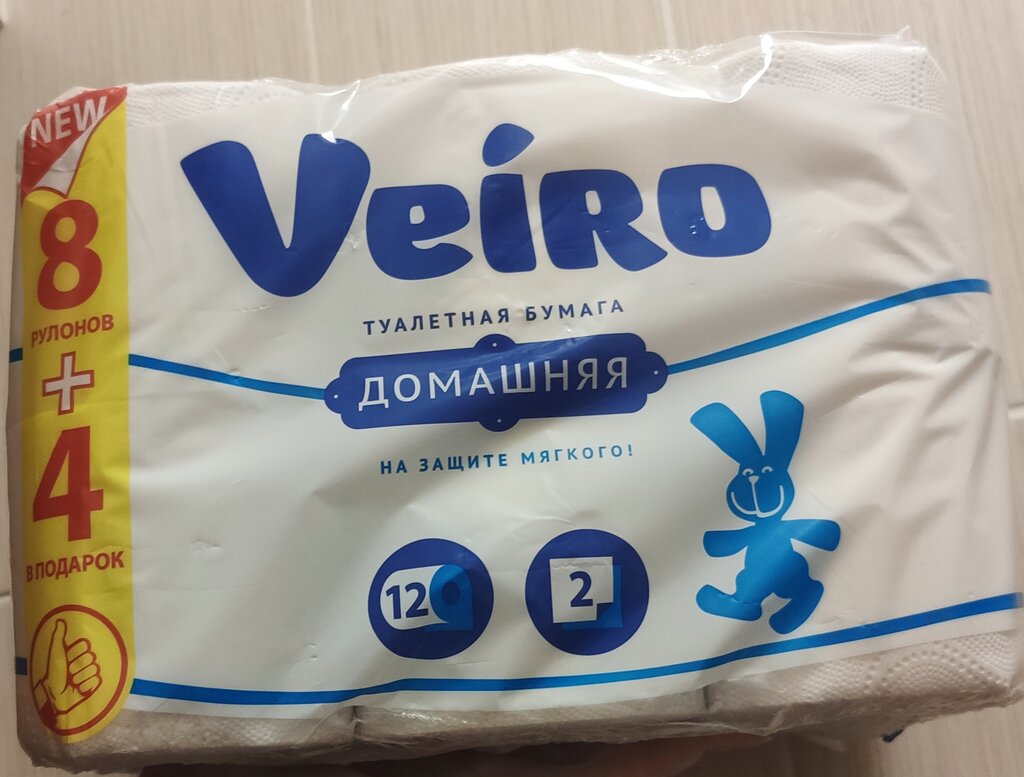 NEW
8
РУЛОНОВ
+
4
В ПОДАРОК
Veiro
ТУАЛЕТНАЯ БУМАГА
ДОМАШНЯЯ
НА ЗАЩИТЕ МЯГКОГО!
12
2